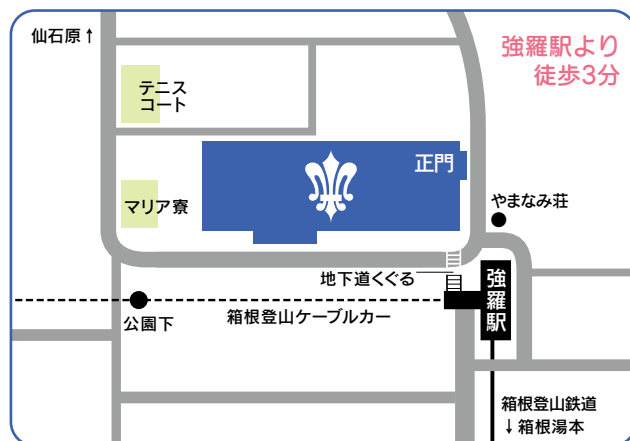 仙石原↑
強羅駅より
徒歩3分
テニス
コート
正門
マリア寮
やまなみ荘
地下道くぐる
強羅駅
公園下
箱根登山ケーブルカー
箱根登山鉄道
↓箱根湯本